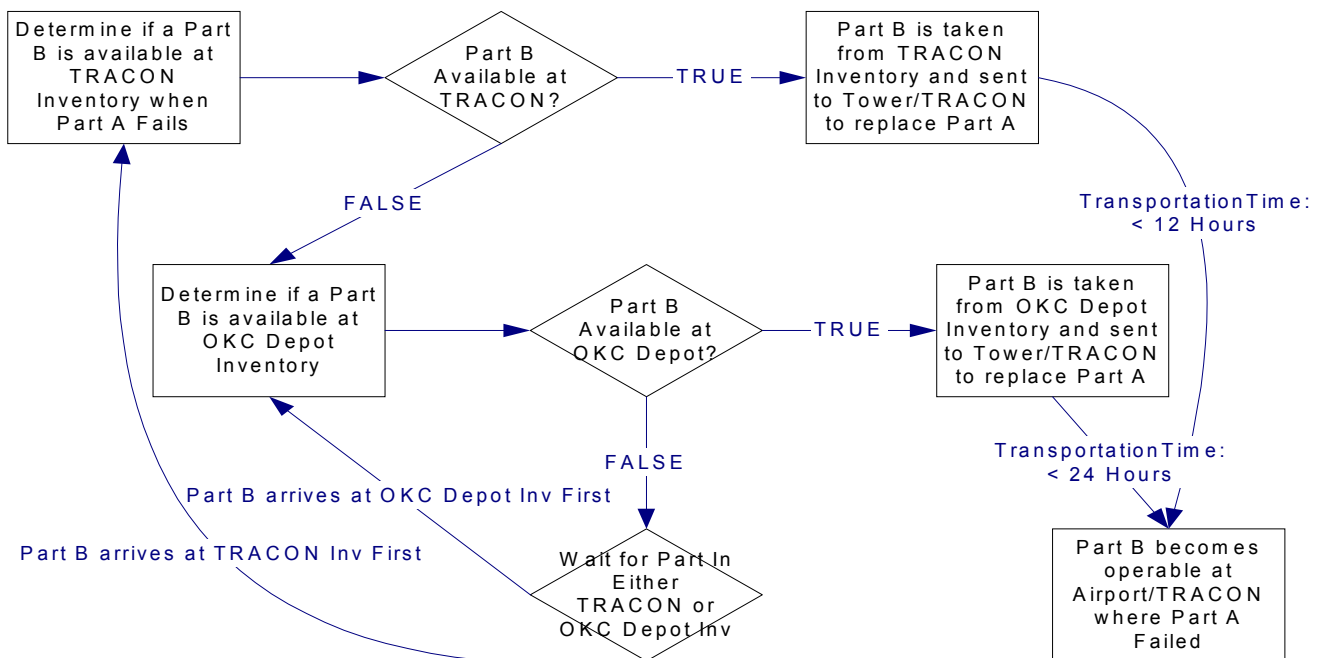 Determine if a Part
B is available at
TRACON
Inventory when
Part A Fails
Part B
Available at
TRACON?
TRUE
Part B is taken
from TRACON
Inventory and sent
to Tower/TRACON
to replace Part A
FALSE
TransportationTime:
< 12 Hours
Determine if a Part
B is available at
OKC Depot
Inventory
Part B
Available at
OKC Depot?
TRUE
Part B is taken
from OKC Depot
Inventory and sent
to Tower/TRACON
to replace Part A
FALSE
TransportationTime:
< 24 Hours
Part B arrives at OKC Depot Inv First
Part B arrives at TRACON Inv First
Wait for Part In
Either
TRACON or
OKC Depot Inv
Part B becomes
operable at
Airport/TRACON
where Part A
Failed